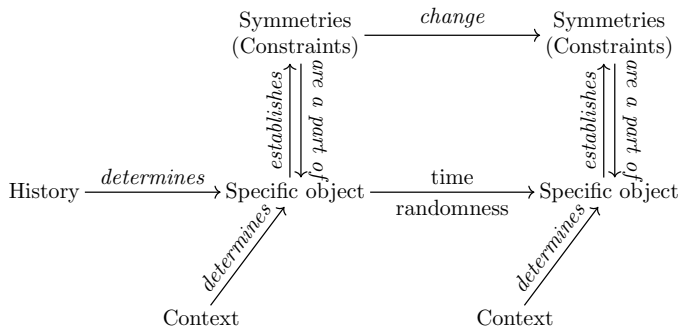 Symmetries
(Constraints)
change
Symmetries
(Constraints)
establishes
are a part of
establishes
are a part of
History
determines
Specific object
time
randomness
Specific object
determines
determines
Context
Context